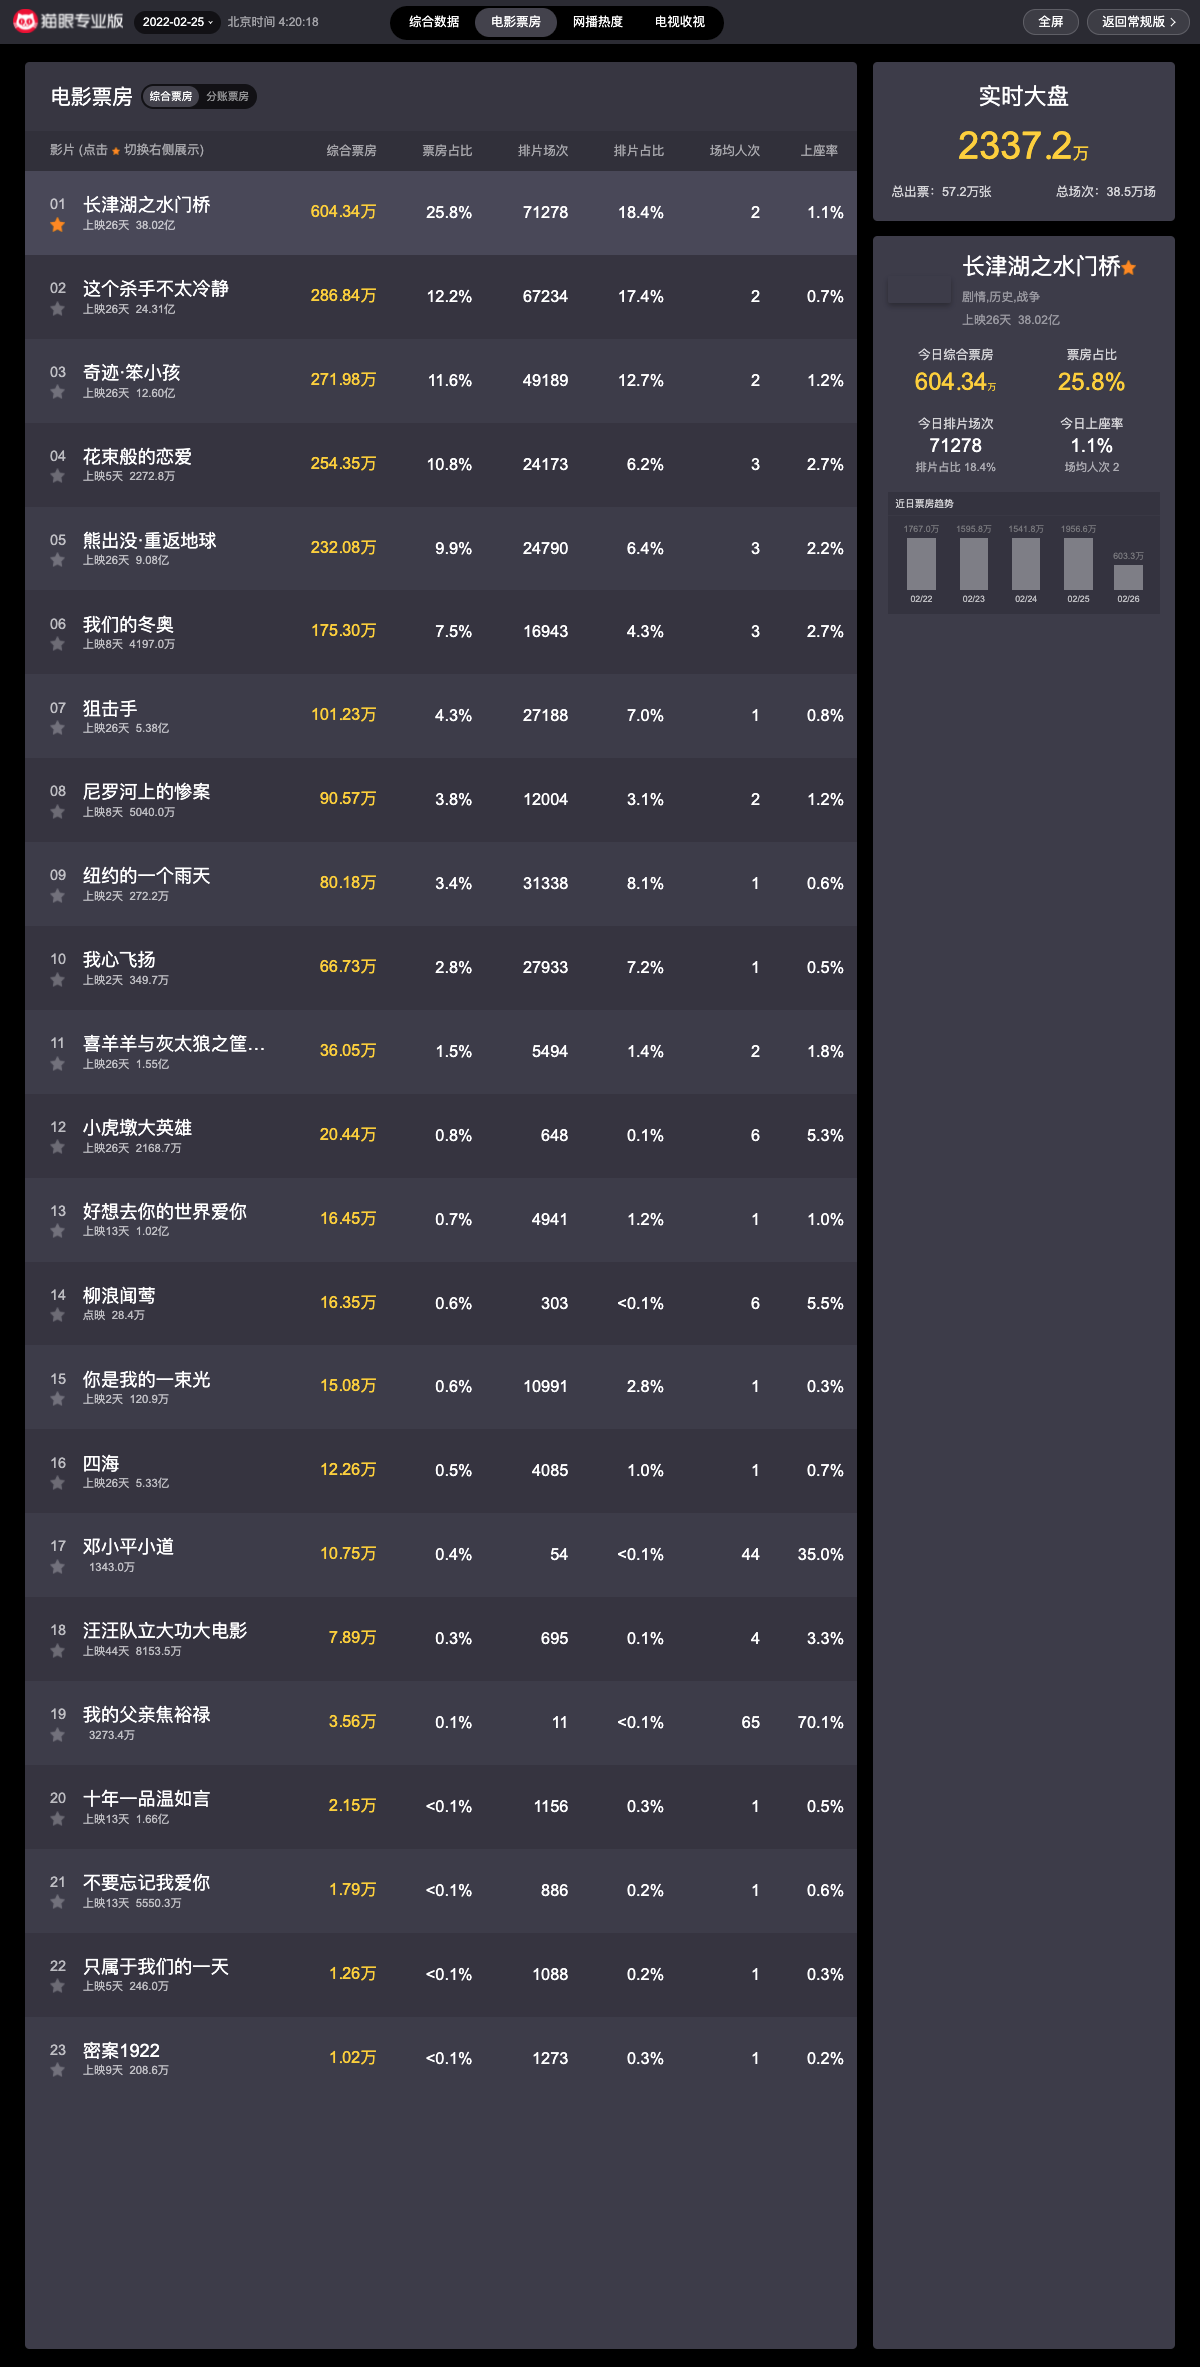 猫眼专业版 2022-02-25 北京时间 4:20:18 综合数据 电影票房 网播热度 电视收视 全屏 返回常规版
电影票房 综合票房 分账票房
影片 (点击 切换右侧展示) 综合票房 票房占比 排片场次 排片占比 场均人次 上座率
01 长津湖之水门桥 604.34万 25.8% 71278 18.4% 2 1.1%
上映26天 38.02亿
02 这个杀手不太冷静 286.84万 12.2% 67234 17.4% 2 0.7%
上映26天 24.31亿
03 奇迹·笨小孩 271.98万 11.6% 49189 12.7% 2 1.2%
上映26天 12.60亿
04 花束般的恋爱 254.35万 10.8% 24173 6.2% 3 2.7%
上映5天 2272.8万
05 熊出没·重返地球 232.08万 9.9% 24790 6.4% 3 2.2%
上映26天 9.08亿
06 我们的冬奥 175.30万 7.5% 16943 4.3% 3 2.7%
上映8天 4197.0万
07 狙击手 101.23万 4.3% 27188 7.0% 1 0.8%
上映26天 5.38亿
08 尼罗河上的惨案 90.57万 3.8% 12004 3.1% 2 1.2%
上映8天 5040.0万
09 纽约的一个雨天 80.18万 3.4% 31338 8.1% 1 0.6%
上映2天 272.2万
10 我心飞扬 66.73万 2.8% 27933 7.2% 1 0.5%
上映2天 349.7万
11 喜羊羊与灰太狼之筐... 36.05万 1.5% 5494 1.4% 2 1.8%
上映26天 1.55亿
12 小虎墩大英雄 20.44万 0.8% 648 0.1% 6 5.3%
上映26天 2168.7万
13 好想去你的世界爱你 16.45万 0.7% 4941 1.2% 1 1.0%
上映13天 1.02亿
14 柳浪闻莺 16.35万 0.6% 303 <0.1% 6 5.5%
点映 28.4万
15 你是我的一束光 15.08万 0.6% 10991 2.8% 1 0.3%
上映2天 120.9万
16 四海 12.26万 0.5% 4085 1.0% 1 0.7%
上映26天 5.33亿
17 邓小平小道 10.75万 0.4% 54 <0.1% 44 35.0%
1343.0万
18 汪汪队立大功大电影 7.89万 0.3% 695 0.1% 4 3.3%
上映44天 8153.5万
19 我的父亲焦裕禄 3.56万 0.1% 11 <0.1% 65 70.1%
3273.4万
20 十年一品温如言 2.15万 <0.1% 1156 0.3% 1 0.5%
上映13天 1.66亿
21 不要忘记我爱你 1.79万 <0.1% 886 0.2% 1 0.6%
上映13天 5550.3万
22 只属于我们的一天 1.26万 <0.1% 1088 0.2% 1 0.3%
上映5天 246.0万
23 密案1922 1.02万 <0.1% 1273 0.3% 1 0.2%
上映9天 208.6万
实时大盘
2337.2万
总出票：57.2万张 总场次：38.5万场
长津湖之水门桥
剧情,历史,战争
上映26天 38.02亿
今日综合票房 票房占比
604.34万 25.8%
今日排片场次 今日上座率
71278 1.1%
排片占比 18.4% 场均人次 2
近日票房趋势
1767.0万 1595.8万 1541.8万 1956.6万 603.3万
02/22 02/23 02/24 02/25 02/26